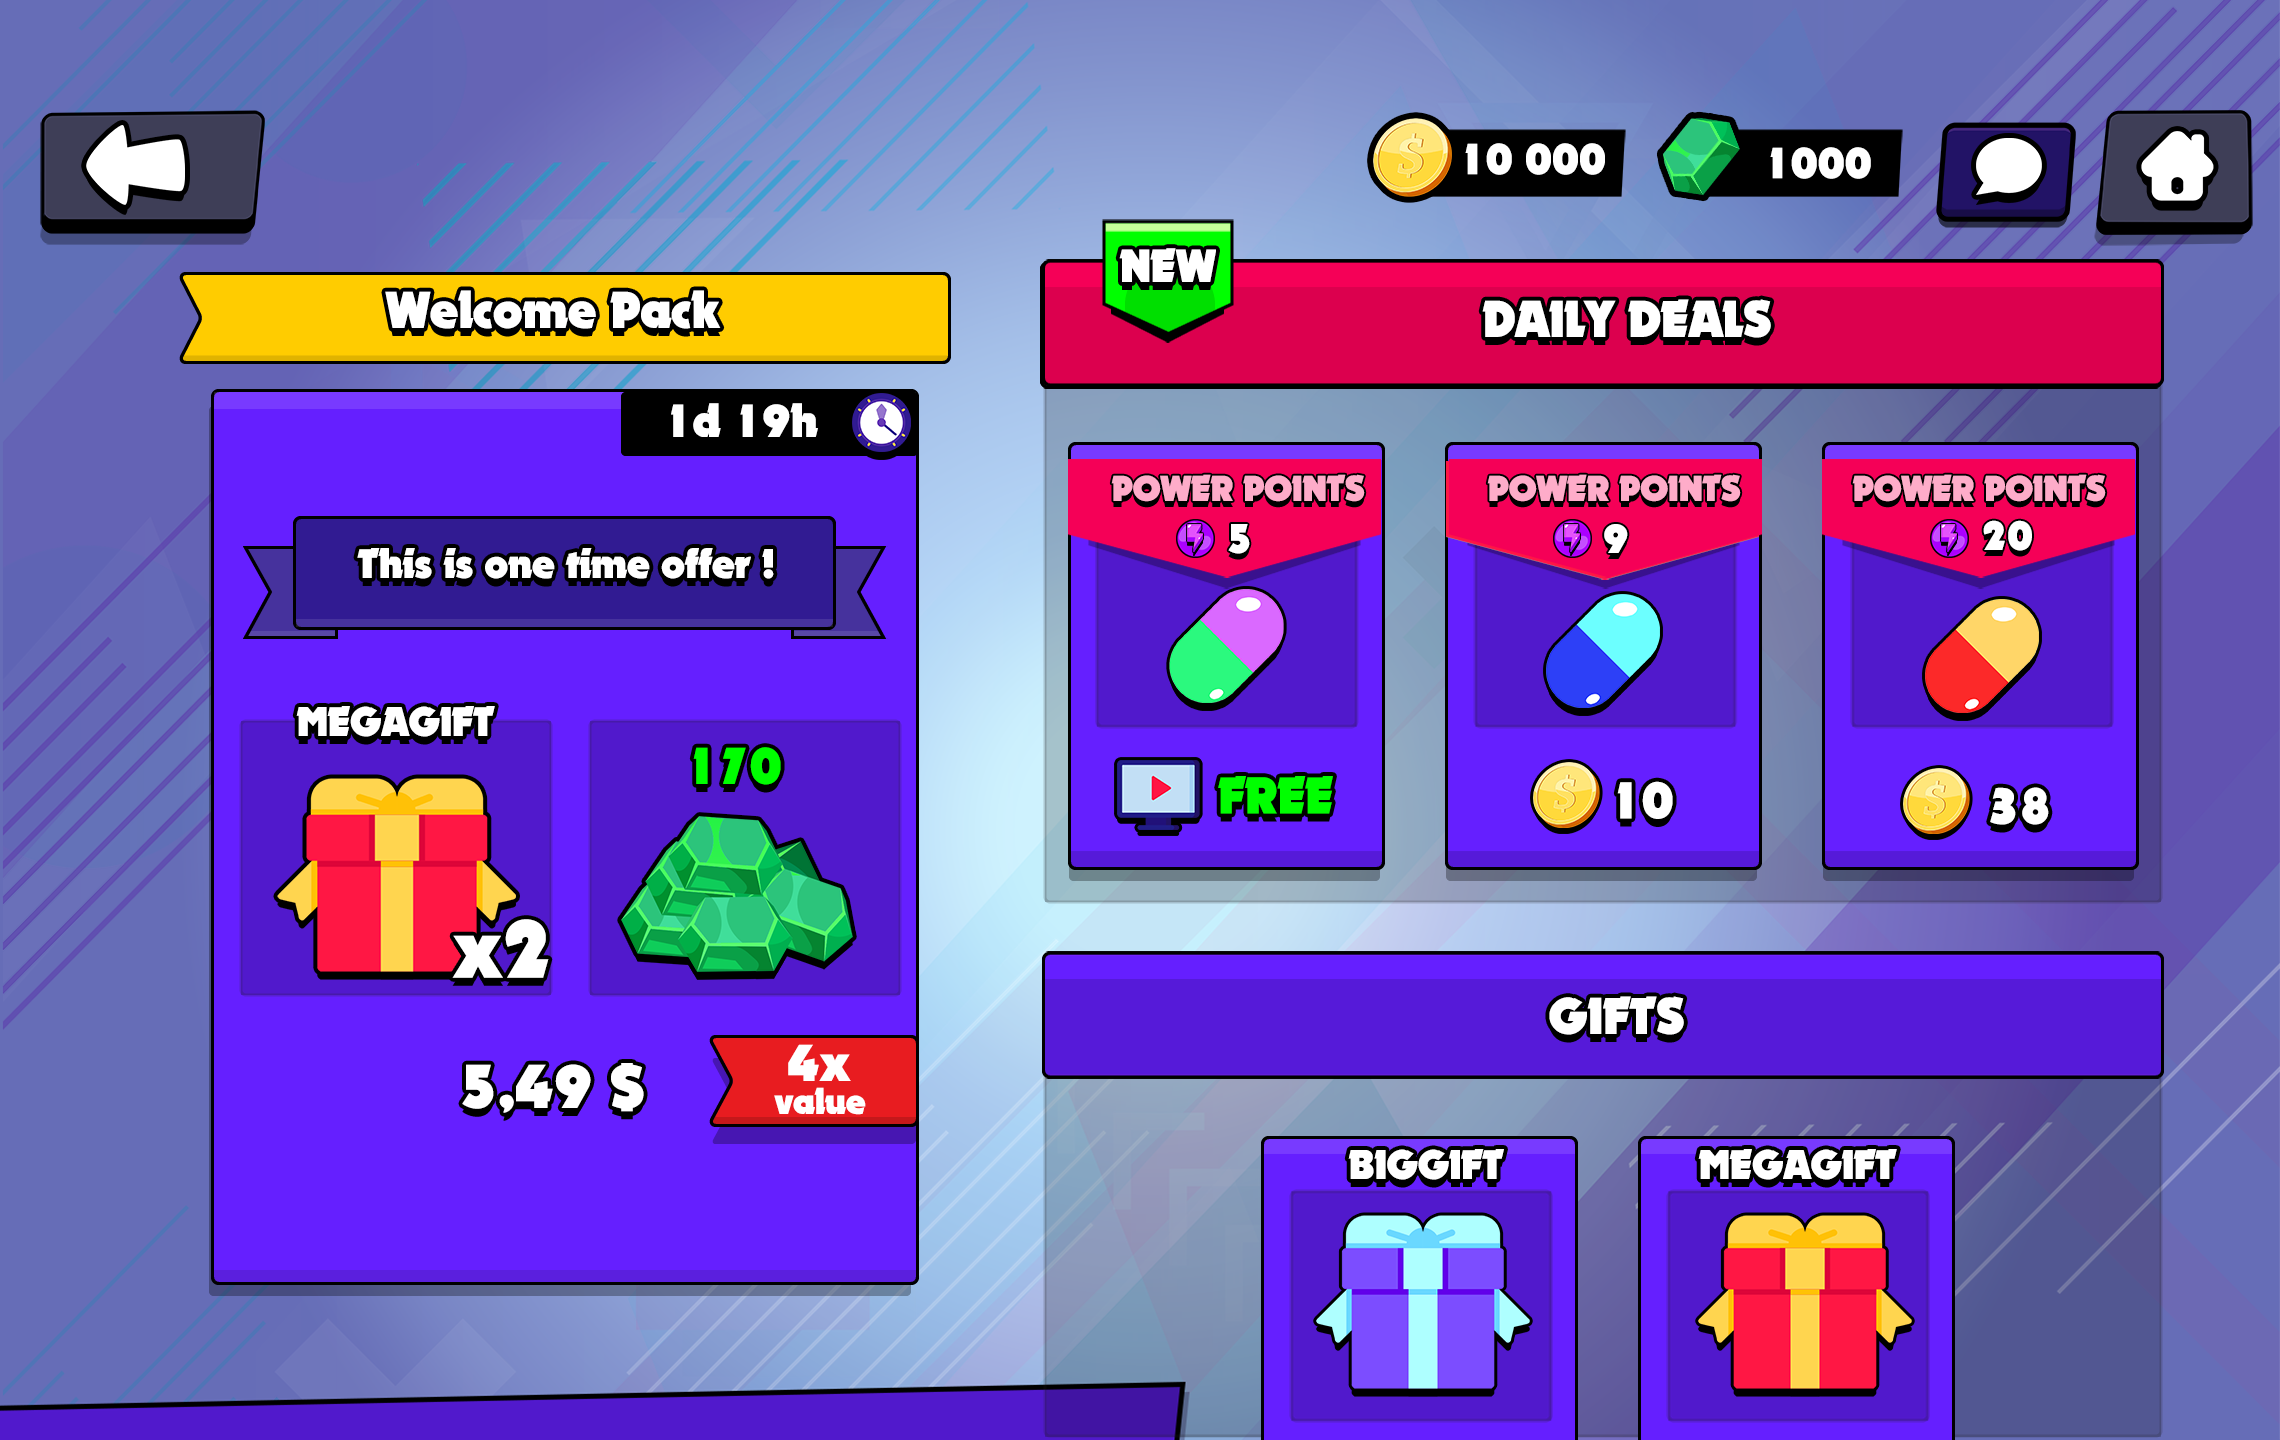 10 000
1000
NEW
Welcome Pack
DAILY DEALS
1d 19h
This is one time offer !
MEGAGIFT
x2
170
5,49 $
4x
value
POWER POINTS
5
FREE
POWER POINTS
9
10
POWER POINTS
20
38
GIFTS
BIGGIFT
MEGAGIFT